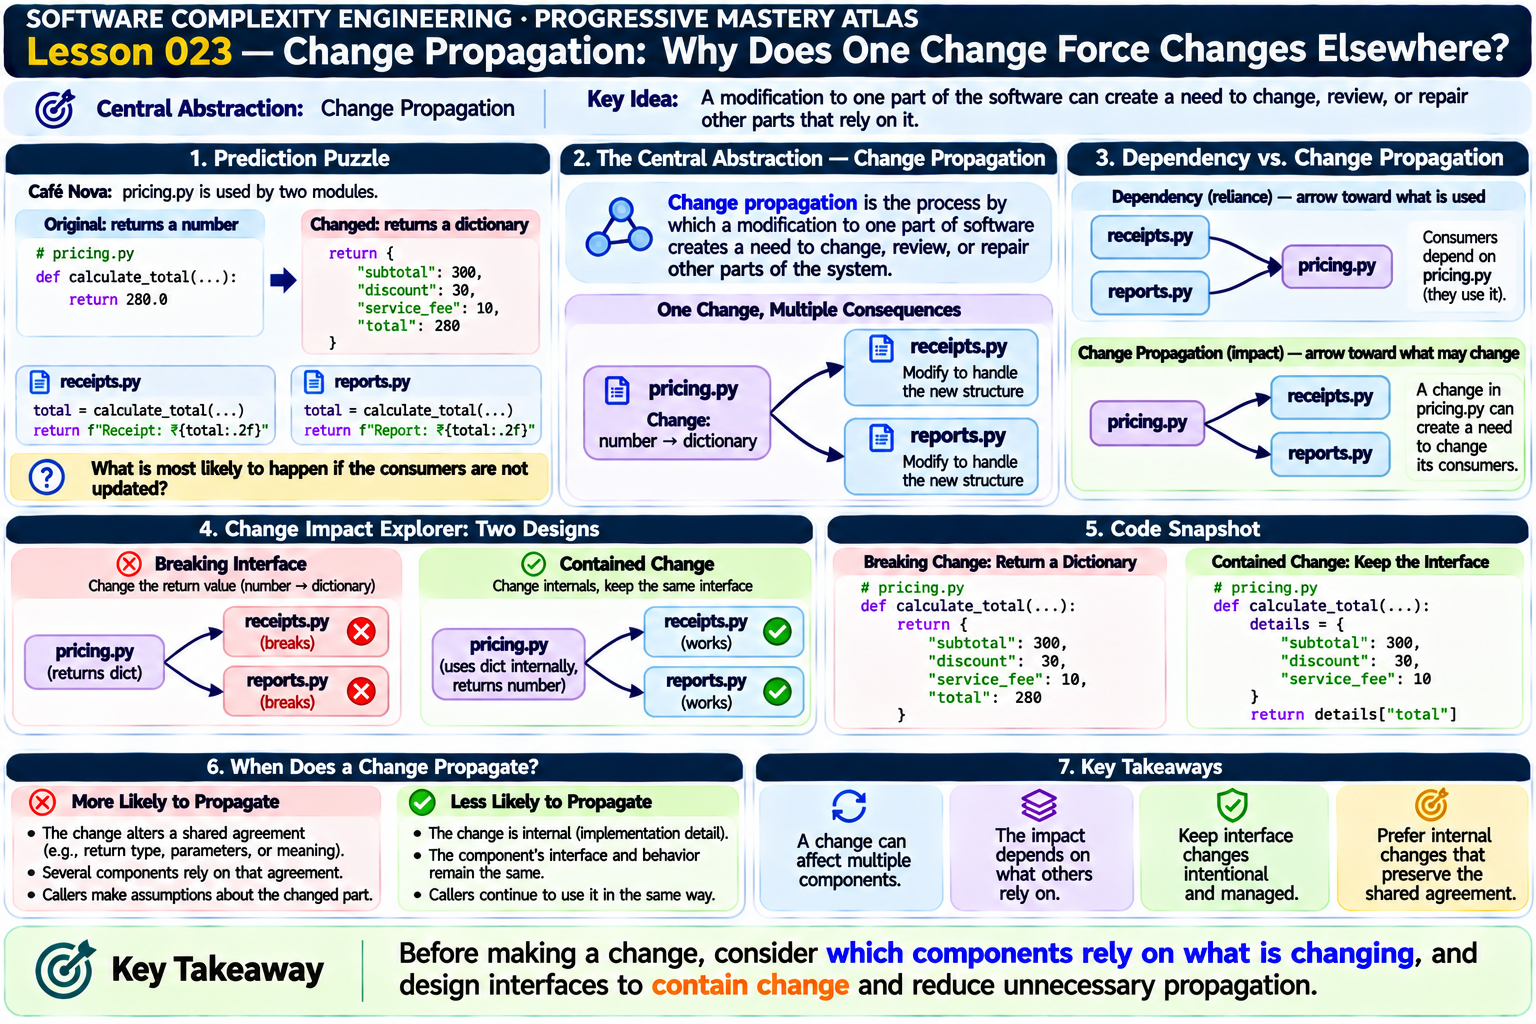 SOFTWARE COMPLEXITY ENGINEERING · PROGRESSIVE MASTERY ATLAS
Lesson 023 — Change Propagation: Why Does One Change Force Changes Elsewhere?
Central Abstraction: Change Propagation
Key Idea: A modification to one part of the software can create a need to change, review, or repair
other parts that rely on it.
1. Prediction Puzzle
Café Nova: pricing.py is used by two modules.
Original: returns a number
# pricing.py
def calculate_total(...):
return 280.0
Changed: returns a dictionary
return {
"subtotal": 300,
"discount": 30,
"service_fee": 10,
"total": 280
}
receipts.py
total = calculate_total(...)
return f"Receipt: ₹{total:.2f}"
reports.py
total = calculate_total(...)
return f"Report: ₹{total:.2f}"
?
What is most likely to happen if the consumers are not
updated?
2. The Central Abstraction — Change Propagation
Change propagation is the process by
which a modification to one part of software
creates a need to change, review, or repair
other parts of the system.
One Change, Multiple Consequences
pricing.py
Change:
number → dictionary
receipts.py
Modify to handle
the new structure
reports.py
Modify to handle
the new structure
3. Dependency vs. Change Propagation
Dependency (reliance) — arrow toward what is used
receipts.py
reports.py
pricing.py
Consumers
depend on
pricing.py
(they use it).
Change Propagation (impact) — arrow toward what may change
pricing.py
receipts.py
reports.py
A change in
pricing.py can
create a need
to change
its consumers.
4. Change Impact Explorer: Two Designs
Breaking Interface
Change the return value (number → dictionary)
pricing.py
(returns dict)
receipts.py
(breaks)
reports.py
(breaks)
Contained Change
Change internals, keep the same interface
pricing.py
(uses dict internally,
returns number)
receipts.py
(works)
reports.py
(works)
5. Code Snapshot
Breaking Change: Return a Dictionary
# pricing.py
def calculate_total(...):
return {
"subtotal": 300,
"discount": 30,
"service_fee": 10,
"total": 280
}
Contained Change: Keep the Interface
# pricing.py
def calculate_total(...):
details = {
"subtotal": 300,
"discount": 30,
"service_fee": 10
}
return details["total"]
6. When Does a Change Propagate?
More Likely to Propagate
• The change alters a shared agreement
(e.g., return type, parameters, or meaning).
• Several components rely on that agreement.
• Callers make assumptions about the changed part.
Less Likely to Propagate
• The change is internal (implementation detail).
• The component's interface and behavior
remain the same.
• Callers continue to use it in the same way.
7. Key Takeaways
A change can
affect multiple
components.
The impact
depends on
what others
rely on.
Keep interface
changes
intentional
and managed.
Prefer internal
changes that
preserve the
shared agreement.
Key Takeaway
Before making a change, consider which components rely on what is changing, and
design interfaces to contain change and reduce unnecessary propagation.